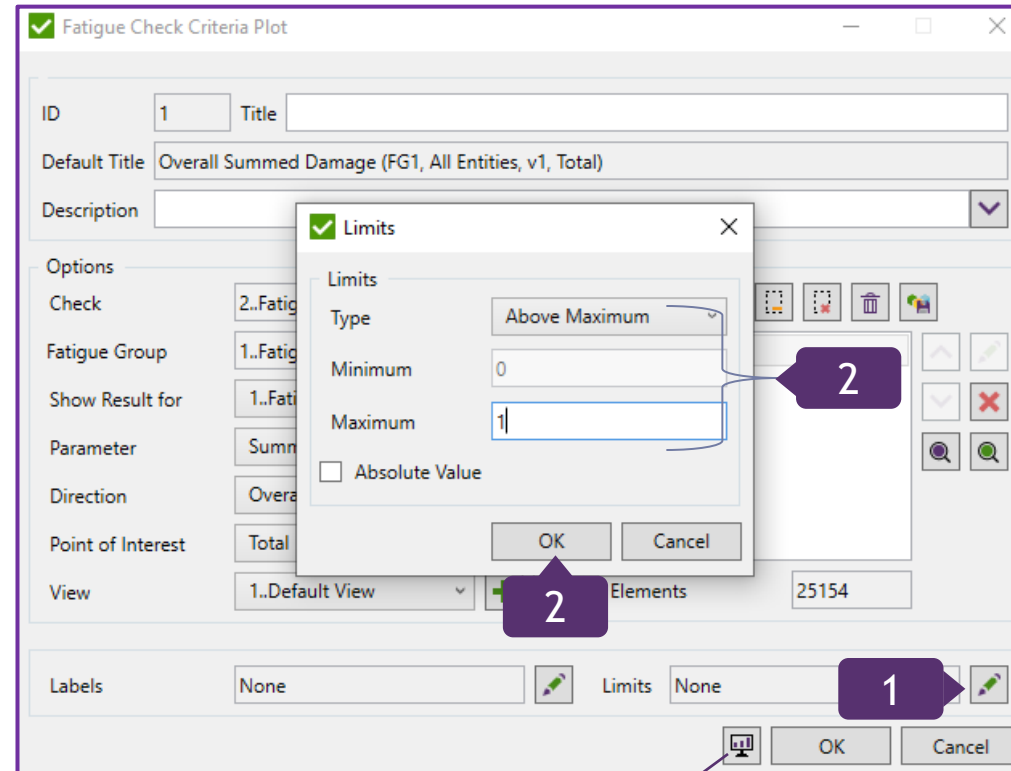 Fatigue Check Criteria Plot
ID 1 Title
Default Title Overall Summed Damage (FG1, All Entities, v1, Total)
Description
Limits
Options
Limits
Check 2..Fatig
Type Above Maximum
Fatigue Group 1..Fatig
Minimum 0
2
Show Result for 1..Fati
Maximum 1
Parameter Summ
Absolute Value
Direction Overa
Point of Interest Total
OK Cancel
View 1..Default View Elements 25154
2
Labels None Limits None
1
OK Cancel